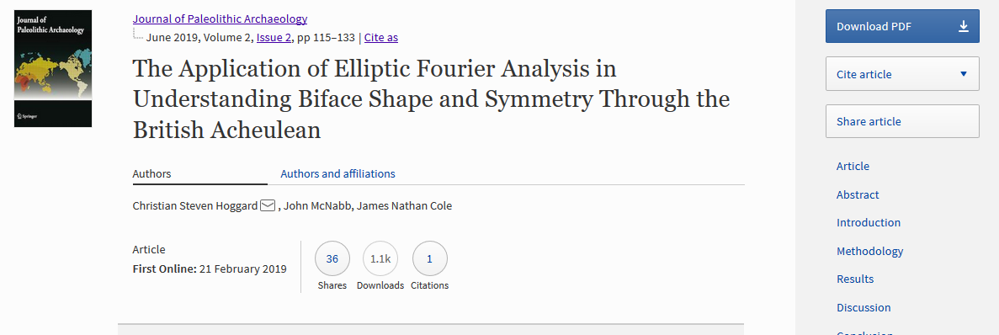 Journal of
Paleolithic Archaeology
Springer
Journal of Paleolithic Archaeology
June 2019, Volume 2, Issue 2, pp 115–133 | Cite as
The Application of Elliptic Fourier Analysis in
Understanding Biface Shape and Symmetry Through the
British Acheulean
Authors
Authors and affiliations
Christian Steven Hoggard , John McNabb, James Nathan Cole
Article
First Online: 21 February 2019
36
Shares
1.1k
Downloads
1
Citations
Download PDF
Cite article
Share article
Article
Abstract
Introduction
Methodology
Results
Discussion
Conclusion